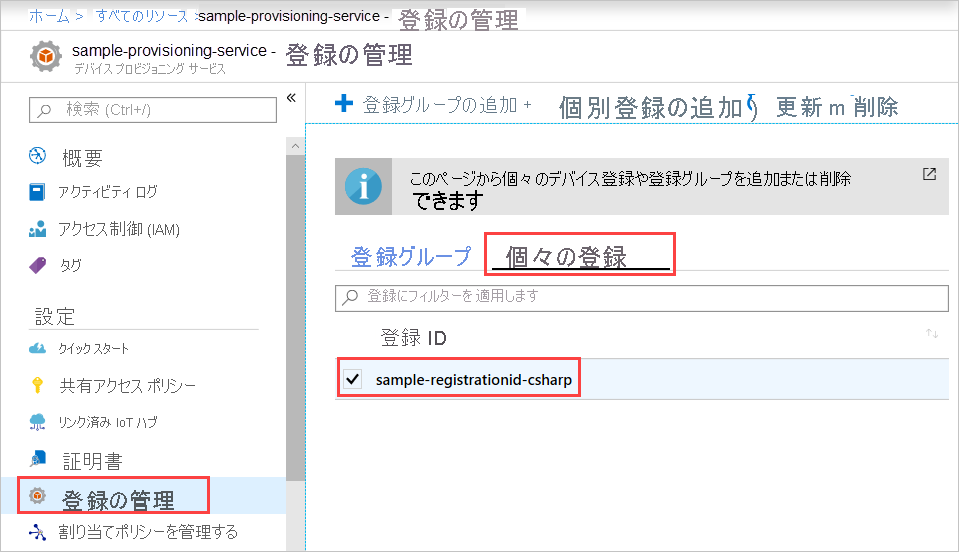 ホーム > すべてのリソース > sample-provisioning-service - 登録の管理
sample-provisioning-service - 登録の管理
デバイス プロビジョニング サービス
検索 (Ctrl+/)
«
概要
アクティビティ ログ
アクセス制御 (IAM)
タグ
設定
クイック スタート
共有アクセス ポリシー
リンク済み IoT ハブ
証明書
登録の管理
割り当てポリシーを管理する
登録グループの追加 + 個別登録の追加 更新 m 削除
このページから個々のデバイス登録や登録グループを追加または削除
できます
登録グループ 個々の登録
登録にフィルターを適用します
登録 ID
sample-registrationid-csharp